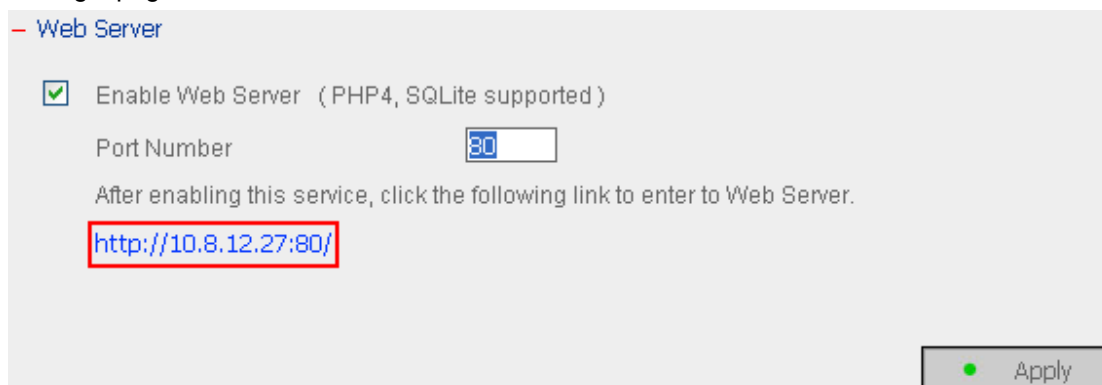 – Web Server
Enable Web Server ( PHP4, SQLite supported )
Port Number 80
After enabling this service, click the following link to enter to Web Server.
http://10.8.12.27:80/
Apply